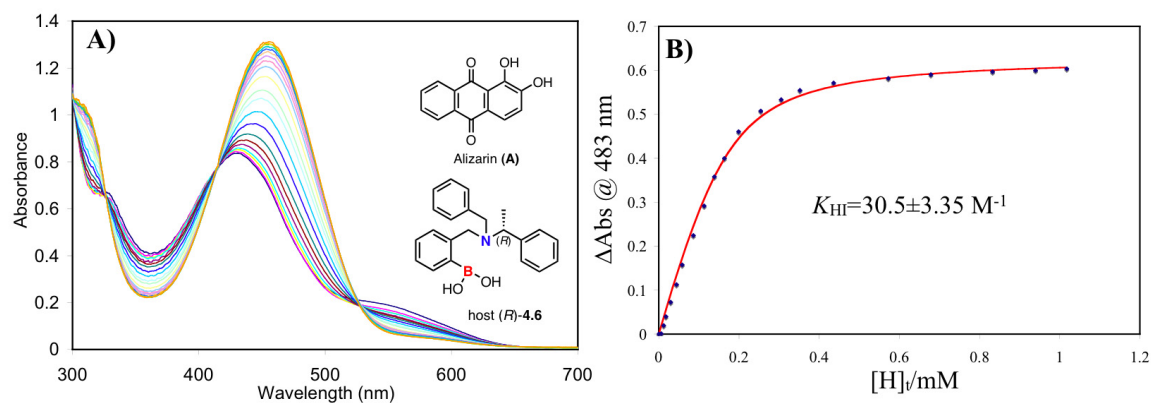 A)
1.4
1.2
1
0.8
0.6
0.4
0.2
0
Absorbance
300
400
500
600
700
Wavelength (nm)
O
OH
OH
O
Alizarin (A)
N
(R)
B
HO
OH
host (R)-4.6
B)
0.7
0.6
0.5
0.4
0.3
0.2
0.1
0
ΔAbs @ 483 nm
KHI=30.5±3.35 M-1
0
0.2
0.4
0.6
0.8
1
1.2
[H]t/mM